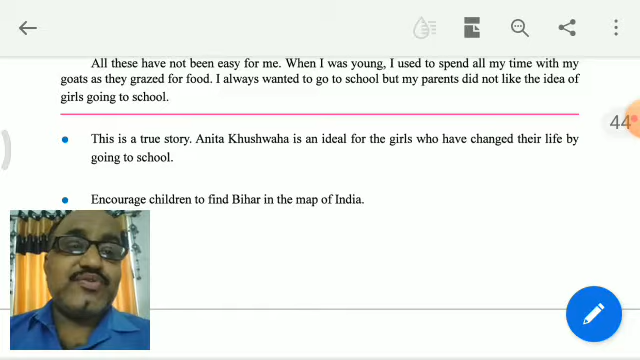 All these have not been easy for me. When I was young, I used to spend all my time with my
goats as they grazed for food. I always wanted to go to school but my parents did not like the idea of
girls going to school.
44
This is a true story. Anita Khushwaha is an ideal for the girls who have changed their life by
going to school.
Encourage children to find Bihar in the map of India.